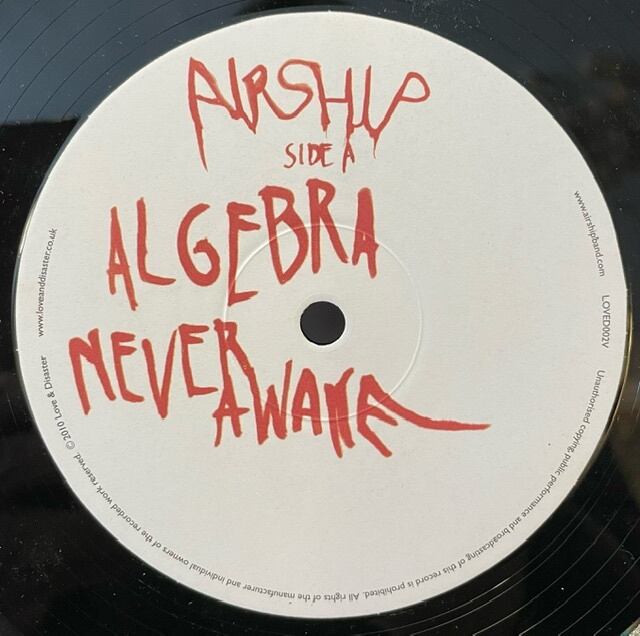 AIRSHIP
SIDE A
ALGEBRA
NEVER
AWAKE
www.airshipband.com
LOVED002V
Unauthorised copying, public performance and broadcasting of this record is prohibited. All rights of the manufacturer and individual owners of the recorded work reserved. © 2010 Love & Disaster
www.loveanddisaster.co.uk